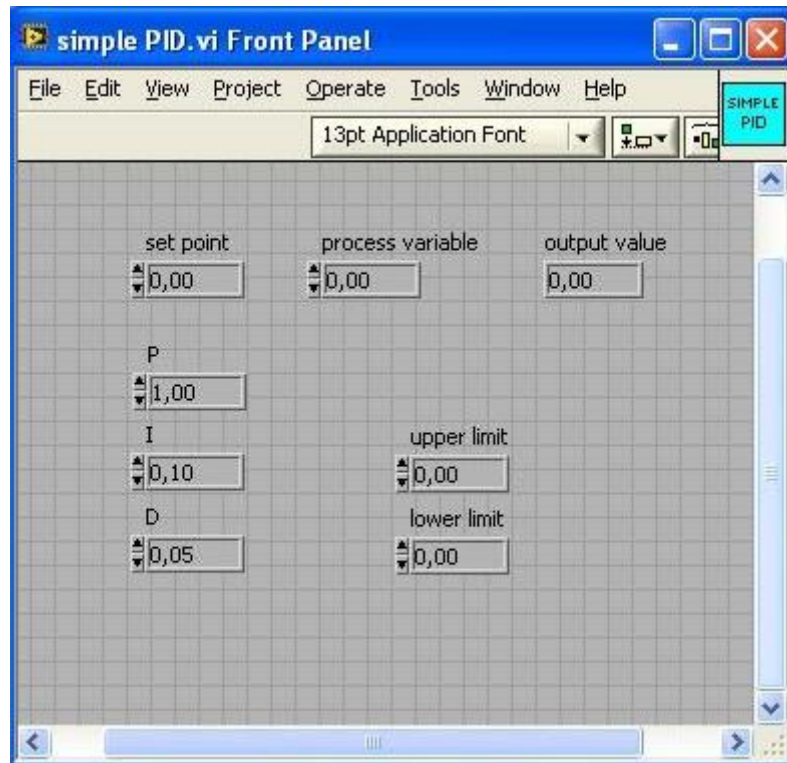 simple PID.vi Front Panel
File Edit View Project Operate Tools Window Help
SIMPLE
PID
13pt Application Font
set point process variable output value
0,00 0,00 0,00
P
1,00
I upper limit
0,10 0,00
D lower limit
0,05 0,00